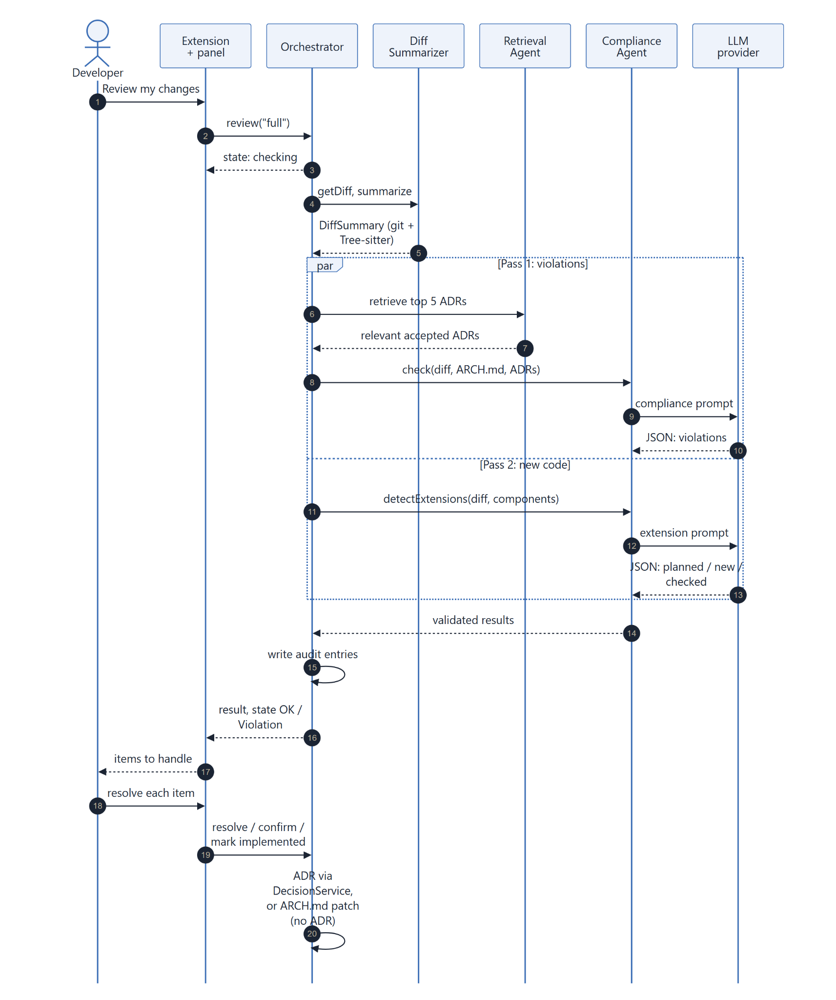 Developer
Extension
+ panel
Orchestrator
Diff
Summarizer
Retrieval
Agent
Compliance
Agent
LLM
provider
Review my changes
1
review("full")
2
state: checking
3
getDiff, summarize
4
DiffSummary (git +
Tree-sitter)
5
par
[Pass 1: violations]
retrieve top 5 ADRs
6
relevant accepted ADRs
7
check(diff, ARCH.md, ADRs)
8
compliance prompt
9
JSON: violations
10
[Pass 2: new code]
detectExtensions(diff, components)
11
extension prompt
12
JSON: planned / new /
checked
13
validated results
14
write audit entries
15
result, state OK /
Violation
16
items to handle
17
resolve each item
18
resolve / confirm /
mark implemented
19
ADR via
DecisionService,
or ARCH.md patch
(no ADR)
20